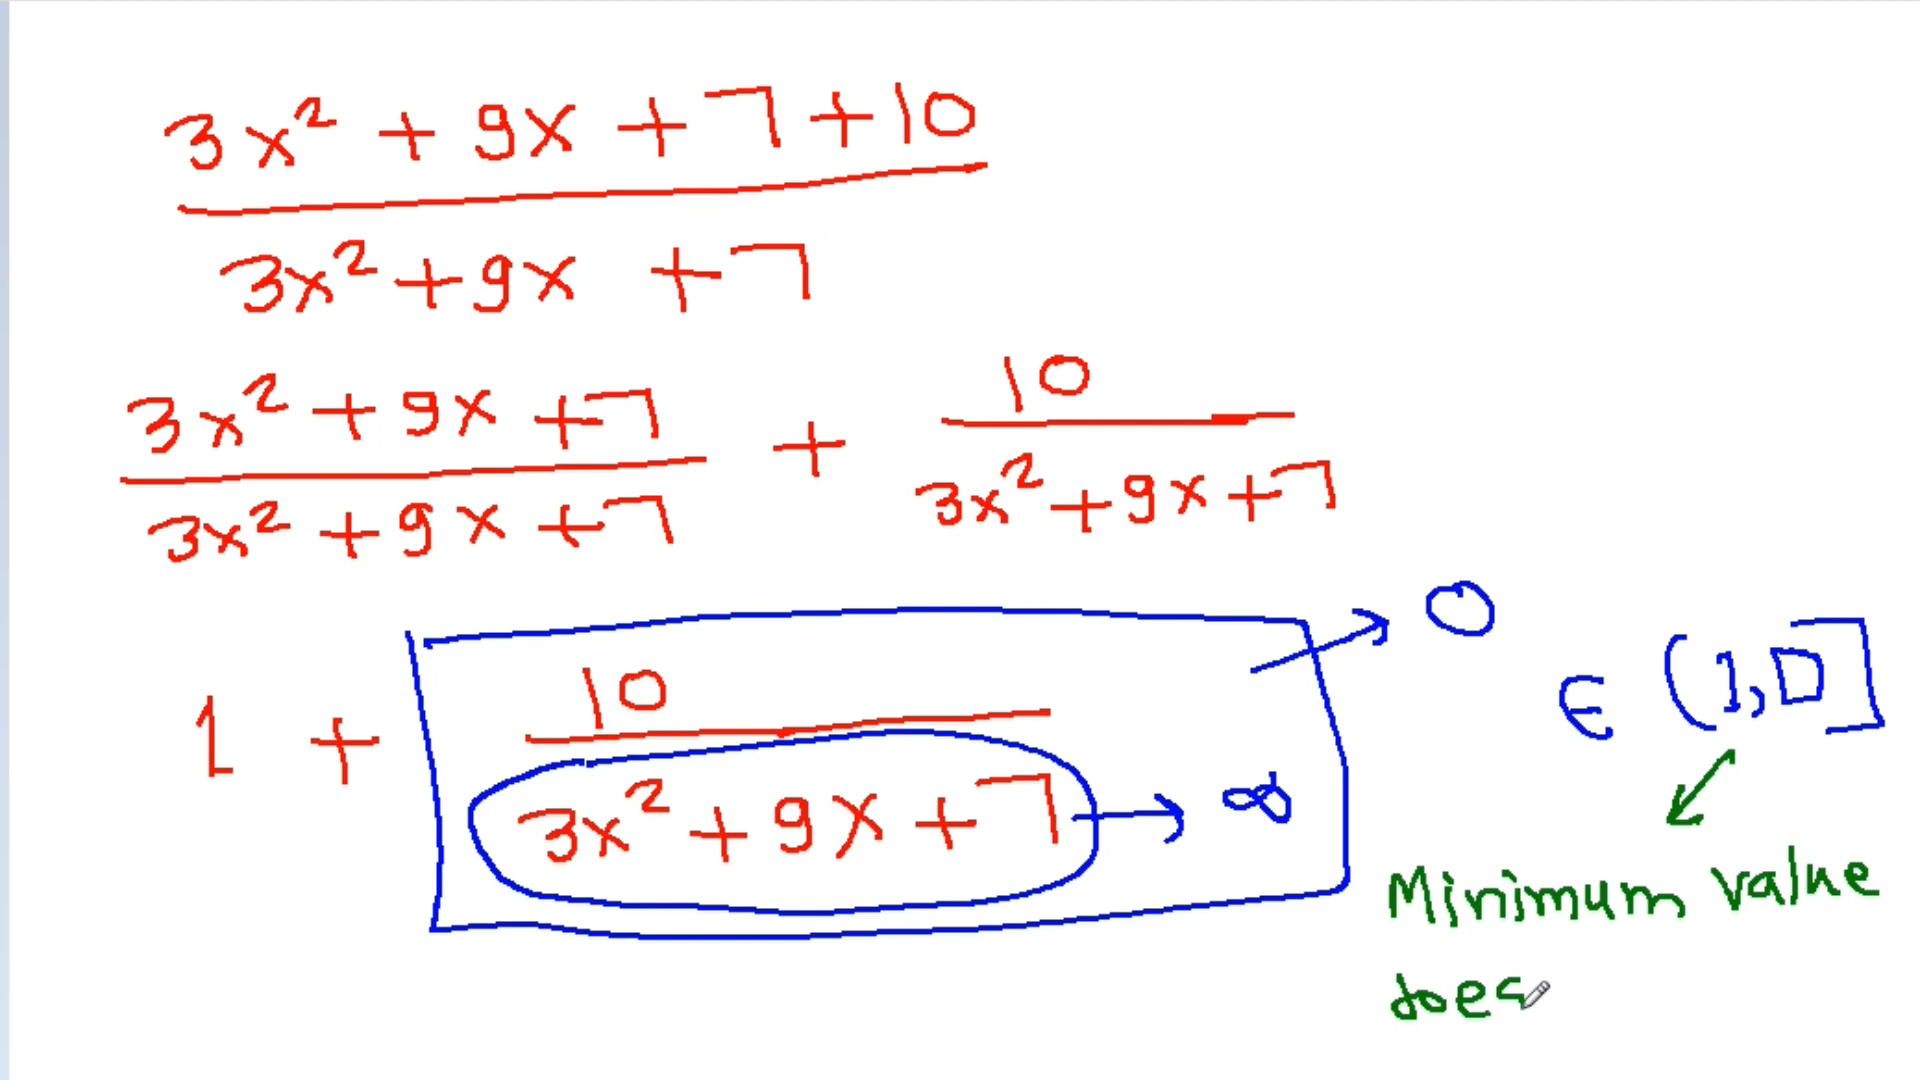 3x² + 9x + 7 + 10
3x² + 9x + 7
3x² + 9x + 7 + 10
3x² + 9x + 7 3x² + 9x + 7
1 + 10 → 0 ∈ (1, □]
3x² + 9x + 7 → ∞
Minimum value
does